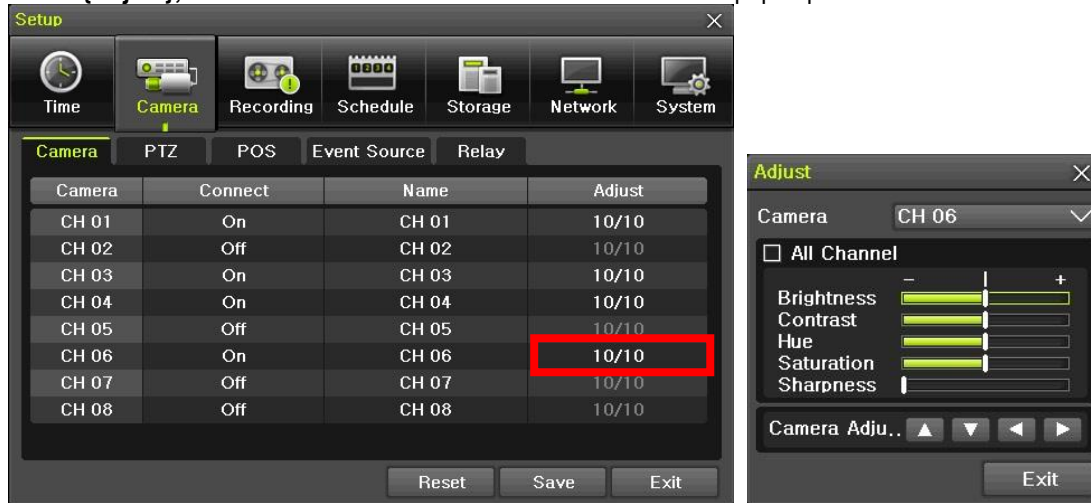 Setup
Time Camera Recording Schedule Storage Network System
Camera PTZ POS Event Source Relay
Camera Connect Name Adjust
CH 01 On CH 01 10/10
CH 02 Off CH 02 10/10
CH 03 On CH 03 10/10
CH 04 On CH 04 10/10
CH 05 Off CH 05 10/10
CH 06 On CH 06 10/10
CH 07 Off CH 07 10/10
CH 08 Off CH 08 10/10
Reset Save Exit
Adjust
Camera CH 06
All Channel
- | +
Brightness
Contrast
Hue
Saturation
Sharpness
Camera Adju..
Exit